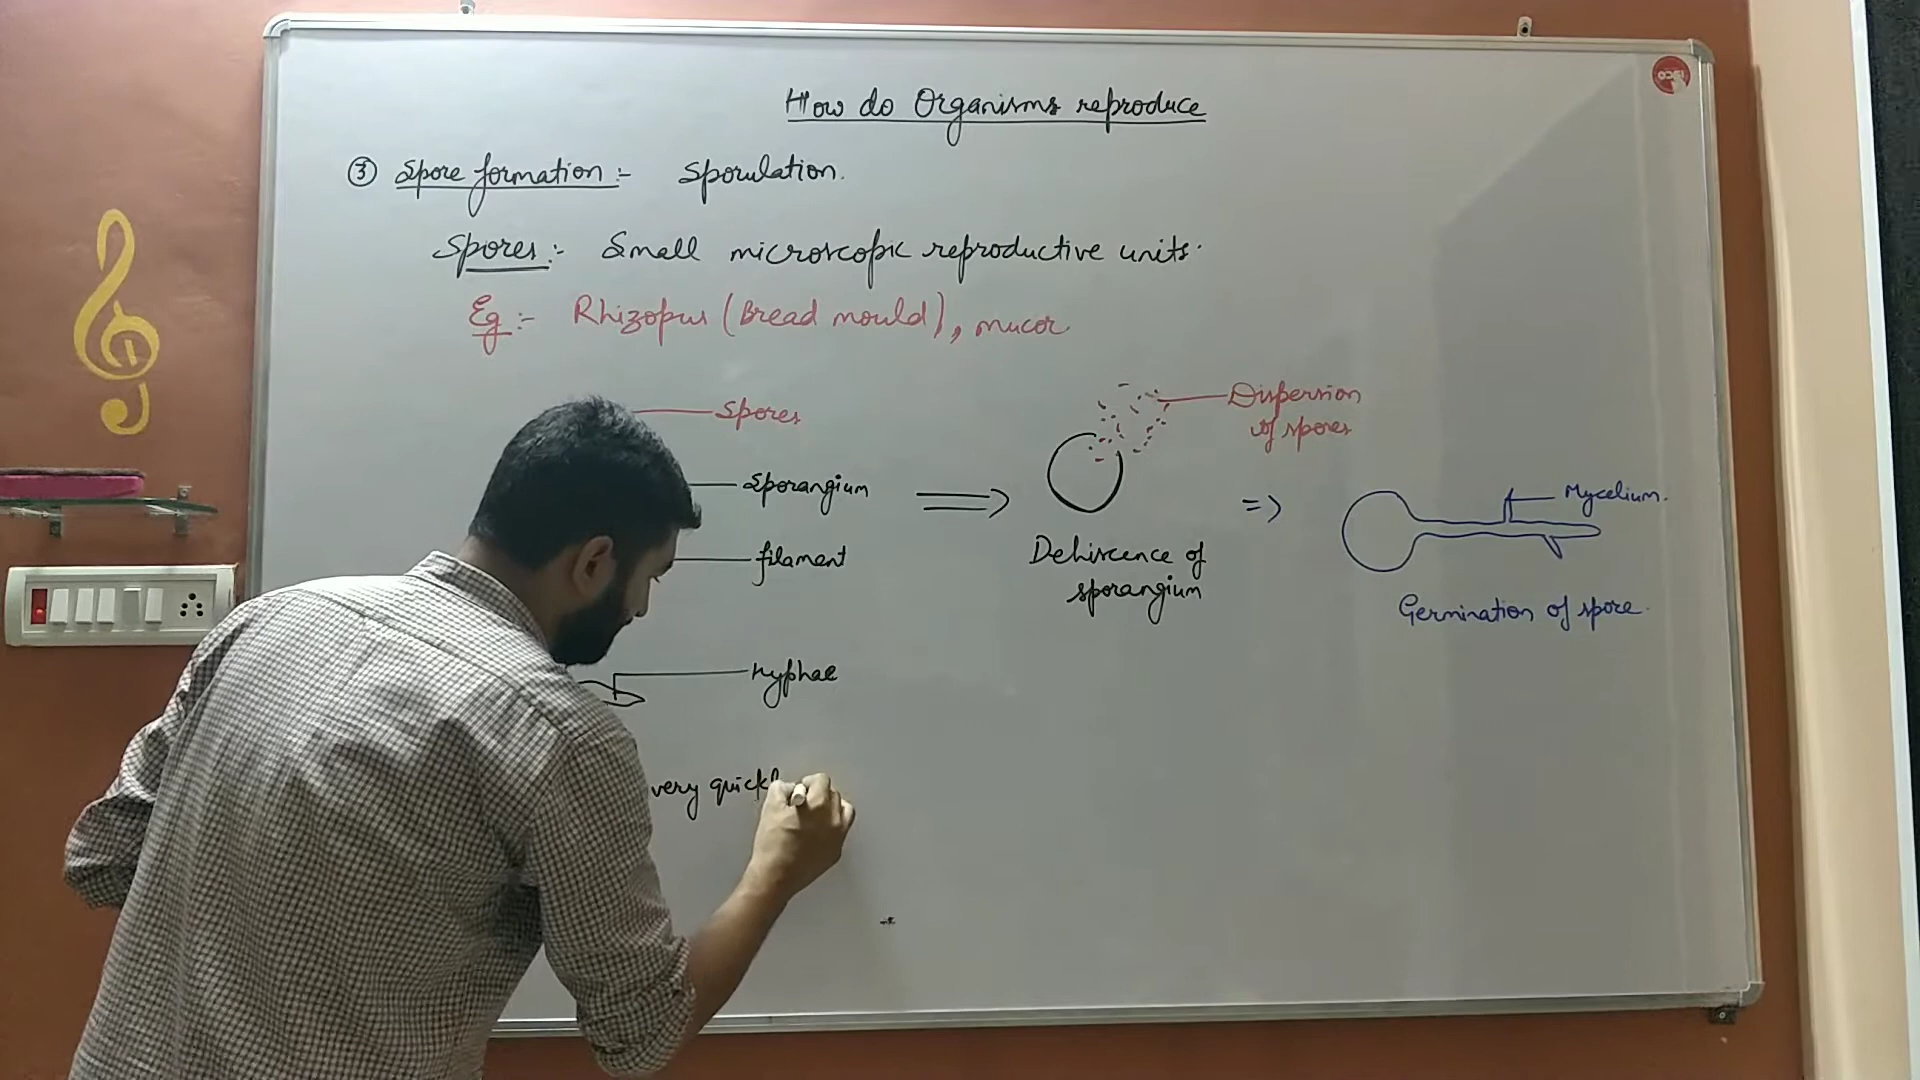 How do Organisms reproduce
③ Spore formation :- Sporulation.
Spores :- Small microscopic reproductive units.
Eg :- Rhizopus (Bread mould), mucor
Spores
Sporangium
filament
Hyphae
Dispersion
of spores
Dehiscence of
sporangium
Mycelium.
Germination of spore.
very quickl